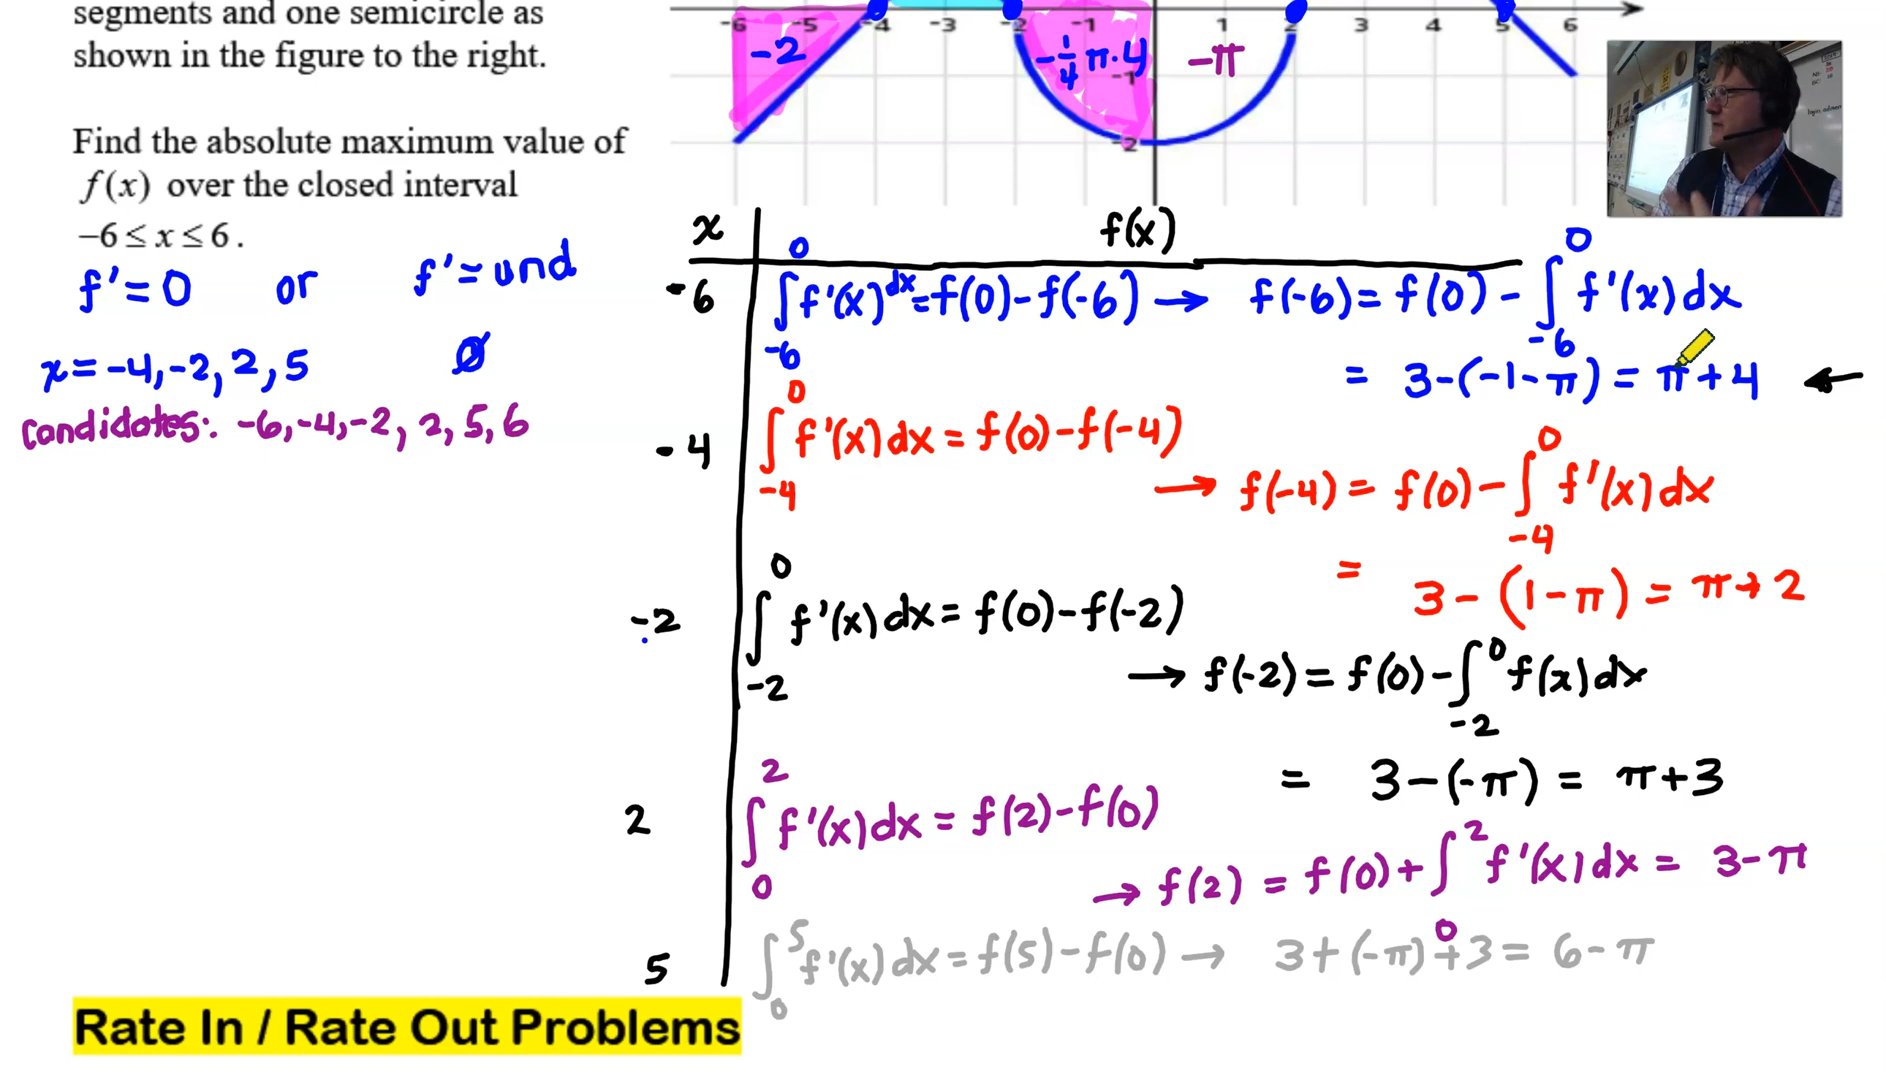 segments and one semicircle as
shown in the figure to the right.
Find the absolute maximum value of
f(x) over the closed interval
−6 ≤ x ≤ 6.
f'=0 or f'=und
x=-4,-2,2,5 ∅
candidates: -6,-4,-2, 2, 5, 6
-6 -5 -4 -3 -2 -1 1 2 3 4 5 6
-2 -1/4 π·4 -π
-1
-2
x f(x)
-6 ∫_{-6}^{0} f'(x)dx=f(0)-f(-6) → f(-6)= f(0) - ∫_{-6}^{0} f'(x)dx
= 3-(-1-π) = π+4 ←
-4 ∫_{-4}^{0} f'(x)dx = f(0)-f(-4)
→ f(-4) = f(0) - ∫_{-4}^{0} f'(x)dx
= 3-(1-π) = π+2
-2 ∫_{-2}^{0} f'(x)dx = f(0)-f(-2)
→ f(-2) = f(0)-∫_{-2}^{0} f(x)dx
= 3-(-π) = π+3
2 ∫_{0}^{2} f'(x)dx = f(2)-f(0)
→ f(2) = f(0)+∫_{0}^{2} f'(x)dx = 3-π
5 ∫_{0}^{5} f'(x)dx = f(5)-f(0) → 3+(-π)+3 = 6-π
Rate In / Rate Out Problems